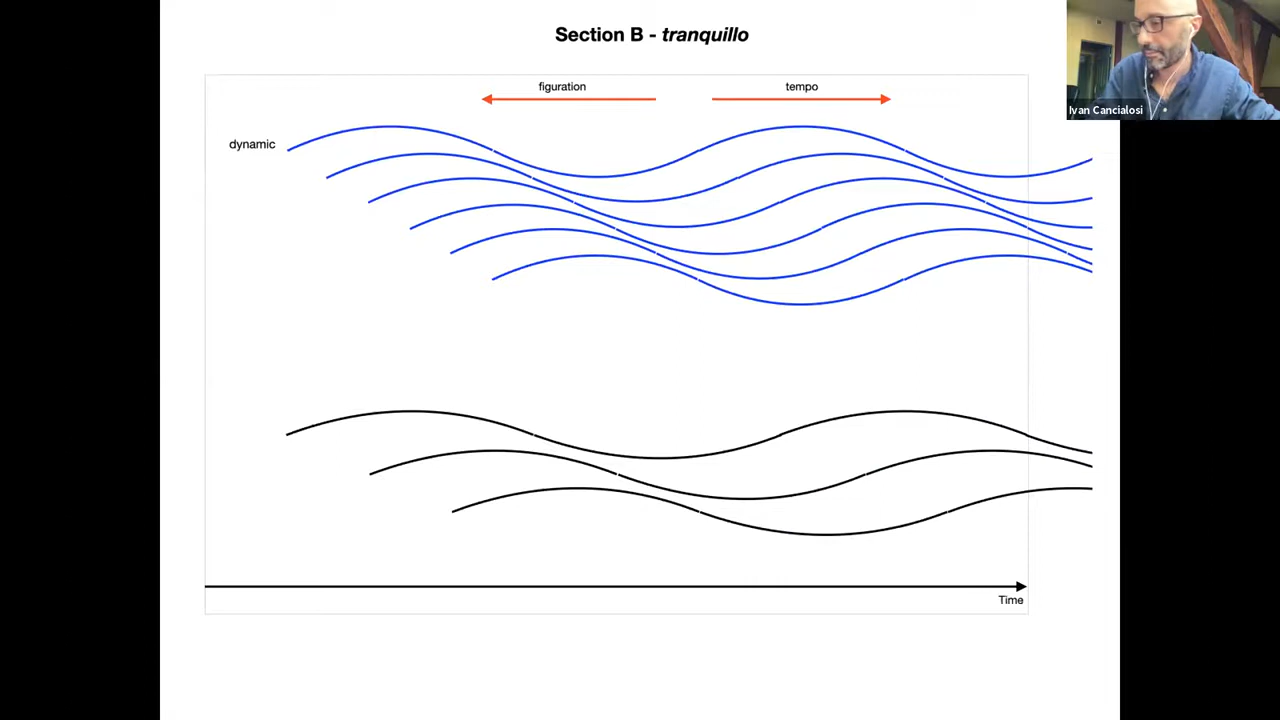 Section B - tranquillo
figuration
tempo
dynamic
Ivan Cancialosi
Time